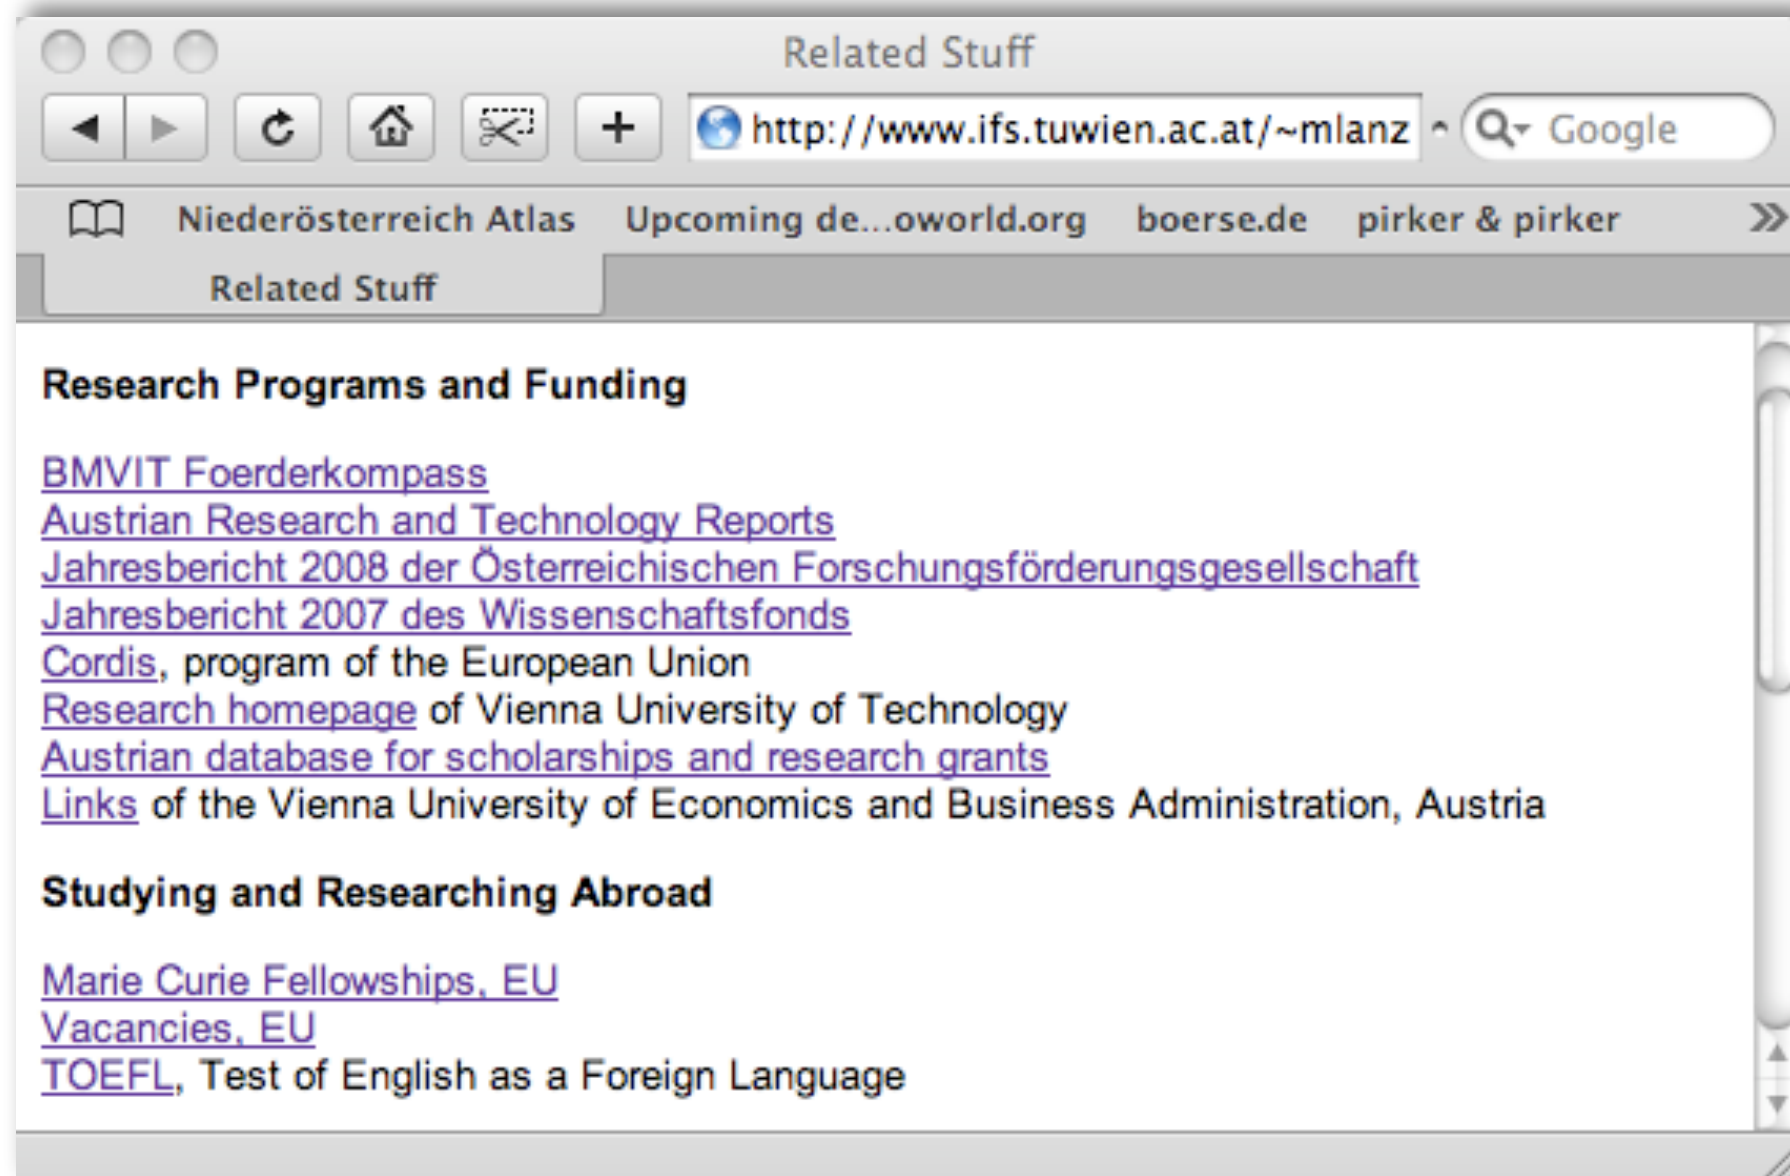 Related Stuff
http://www.ifs.tuwien.ac.at/~mlanz Google
Niederösterreich Atlas Upcoming de...oworld.org boerse.de pirker & pirker
Related Stuff
Research Programs and Funding
BMVIT Foerderkompass
Austrian Research and Technology Reports
Jahresbericht 2008 der Österreichischen Forschungsförderungsgesellschaft
Jahresbericht 2007 des Wissenschaftsfonds
Cordis, program of the European Union
Research homepage of Vienna University of Technology
Austrian database for scholarships and research grants
Links of the Vienna University of Economics and Business Administration, Austria
Studying and Researching Abroad
Marie Curie Fellowships, EU
Vacancies, EU
TOEFL, Test of English as a Foreign Language